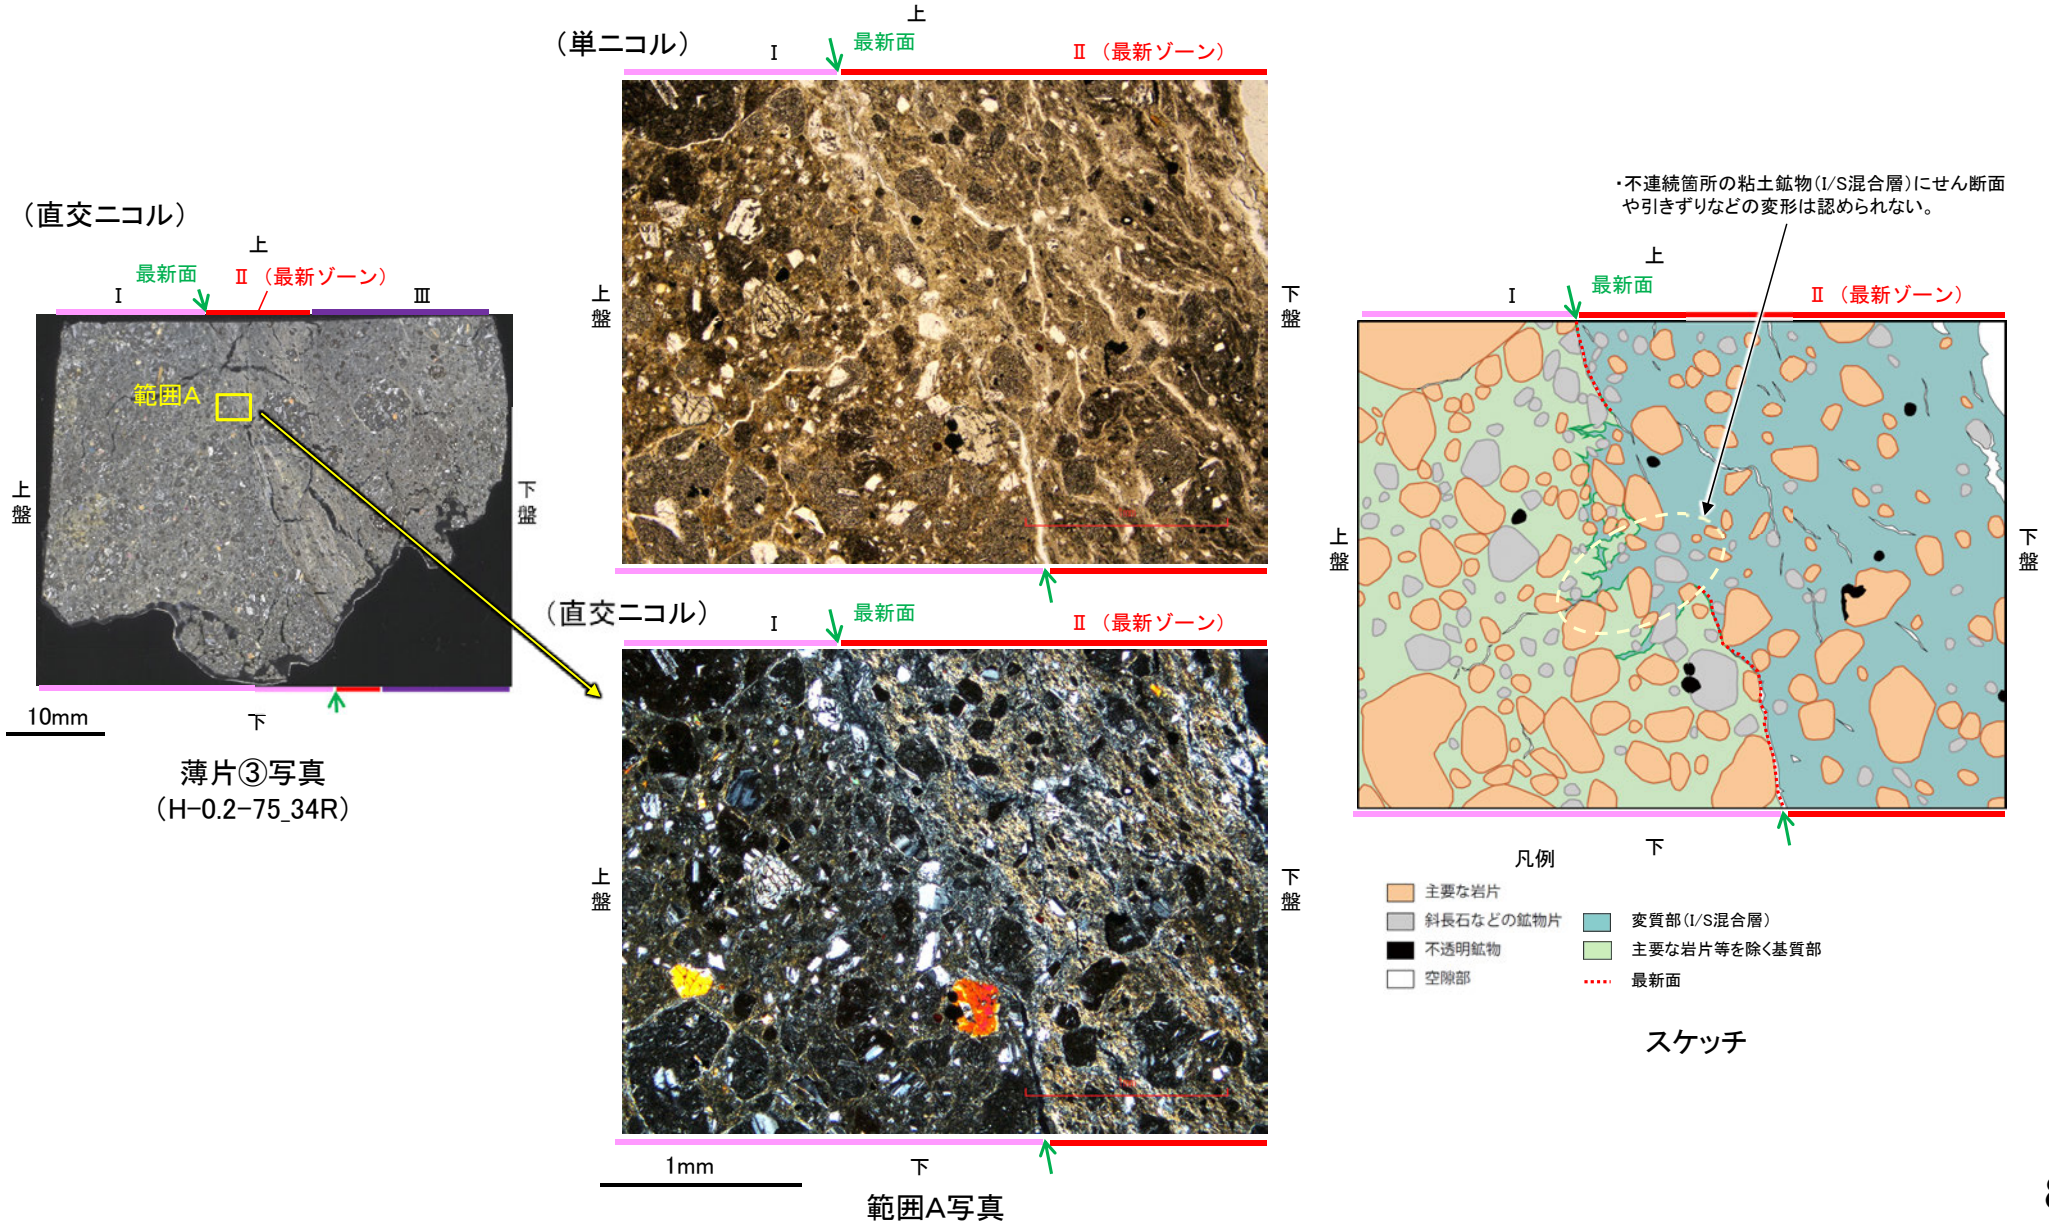 （直交ニコル）
上
最新面
Ⅱ（最新ゾーン）
Ⅰ
Ⅲ
範囲A
上盤
下盤
10mm
下
薄片③写真
（H-0.2-75_34R）
（単ニコル）
上
Ⅰ
最新面
Ⅱ（最新ゾーン）
上盤
下盤
（直交ニコル）
Ⅰ
最新面
Ⅱ（最新ゾーン）
上盤
下盤
1mm
下
範囲A写真
・不連続箇所の粘土鉱物(I/S混合層)にせん断面
や引きずりなどの変形は認められない。
上
Ⅰ
最新面
Ⅱ（最新ゾーン）
上盤
下盤
下
凡例
主要な岩片
斜長石などの鉱物片
不透明鉱物
空隙部
変質部(I/S混合層)
主要な岩片等を除く基質部
最新面
スケッチ